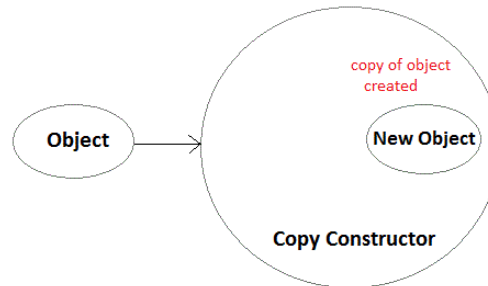 copy of object
created
Object
New Object
Copy Constructor